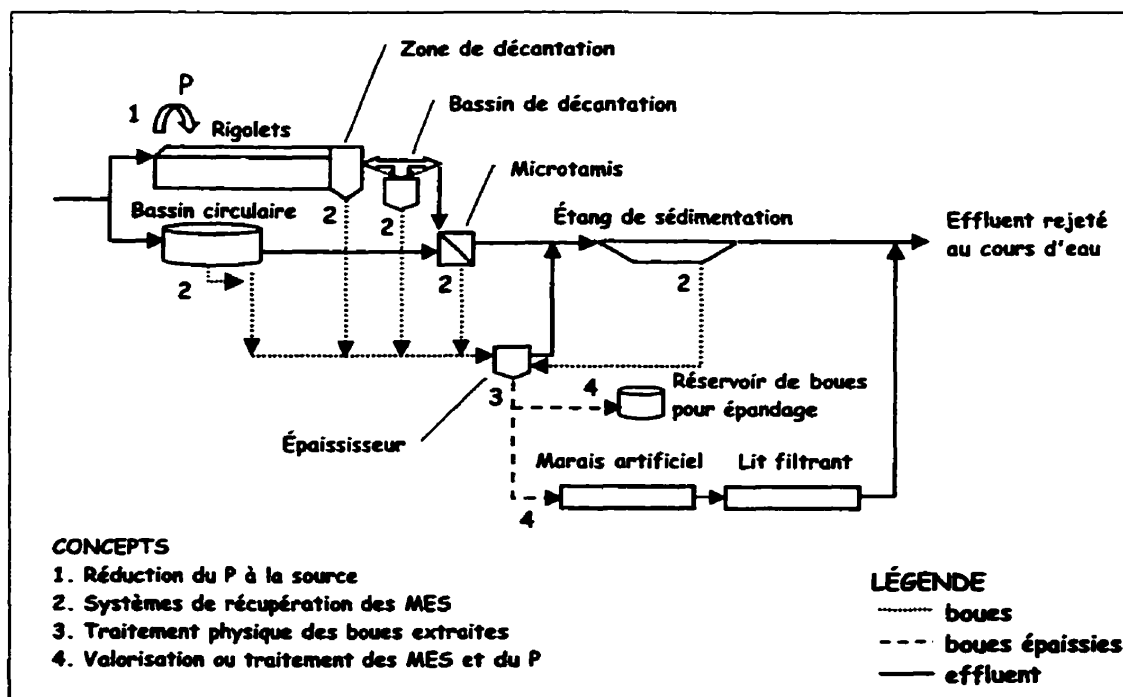 Zone de décantation
P
Bassin de décantation
1
Rigolets
Microtamis
2
2
Bassin circulaire
Étang de sédimentation
Effluent rejeté
au cours d'eau
2
2
2
3
4
Réservoir de boues
pour épandage
Épaississeur
Marais artificiel
Lit filtrant
4
CONCEPTS
1. Réduction du P à la source
2. Systèmes de récupération des MES
3. Traitement physique des boues extraites
4. Valorisation ou traitement des MES et du P
LÉGENDE
boues
boues épaissies
effluent